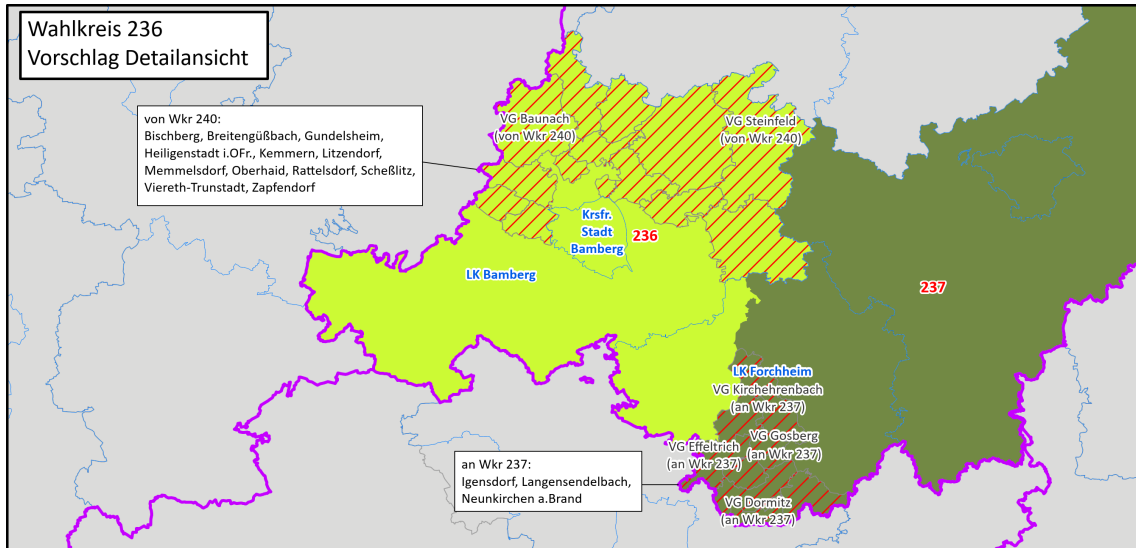 Wahlkreis 236
Vorschlag Detailansicht
von Wkr 240:
Bischberg, Breitengüßbach, Gundelsheim,
Heiligenstadt i.OFr., Kemmern, Litzendorf,
Memmelsdorf, Oberhaid, Rattelsdorf, Scheßlitz,
Viereth-Trunstadt, Zapfendorf
VG Baunach
(von Wkr 240)
VG Steinfeld
(von Wkr 240)
Krsfr.
Stadt
Bamberg
236
LK Bamberg
237
LK Forchheim
VG Kirchehrenbach
(an Wkr 237)
VG Gosberg
(an Wkr 237)
VG Effeltrich
(an Wkr 237)
an Wkr 237:
Igensdorf, Langensendelbach,
Neunkirchen a.Brand
VG Dormitz
(an Wkr 237)